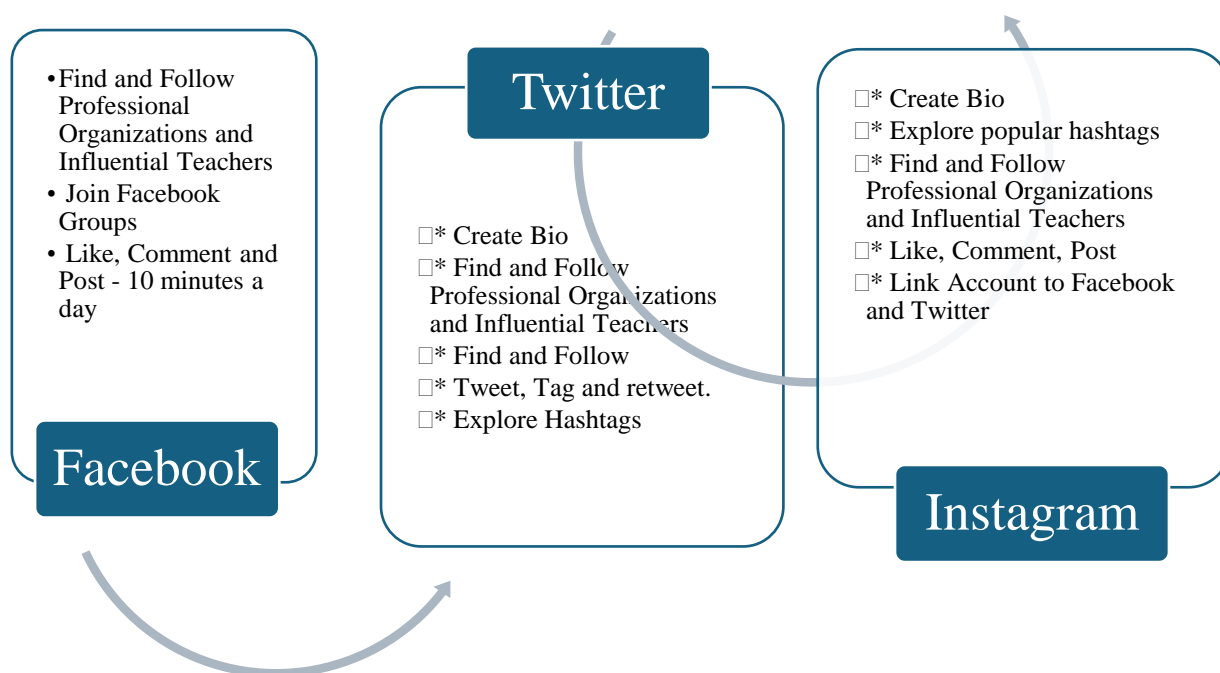 •Find and Follow
Professional
Organizations and
Influential Teachers
• Join Facebook
Groups
• Like, Comment and
Post - 10 minutes a
day
Facebook
Twitter
□* Create Bio
□* Find and Follow
Professional Organizations
and Influential Teachers
□* Find and Follow
□* Tweet, Tag and retweet.
□* Explore Hashtags
□* Create Bio
□* Explore popular hashtags
□* Find and Follow
Professional Organizations
and Influential Teachers
□* Like, Comment, Post
□* Link Account to Facebook
and Twitter
Instagram